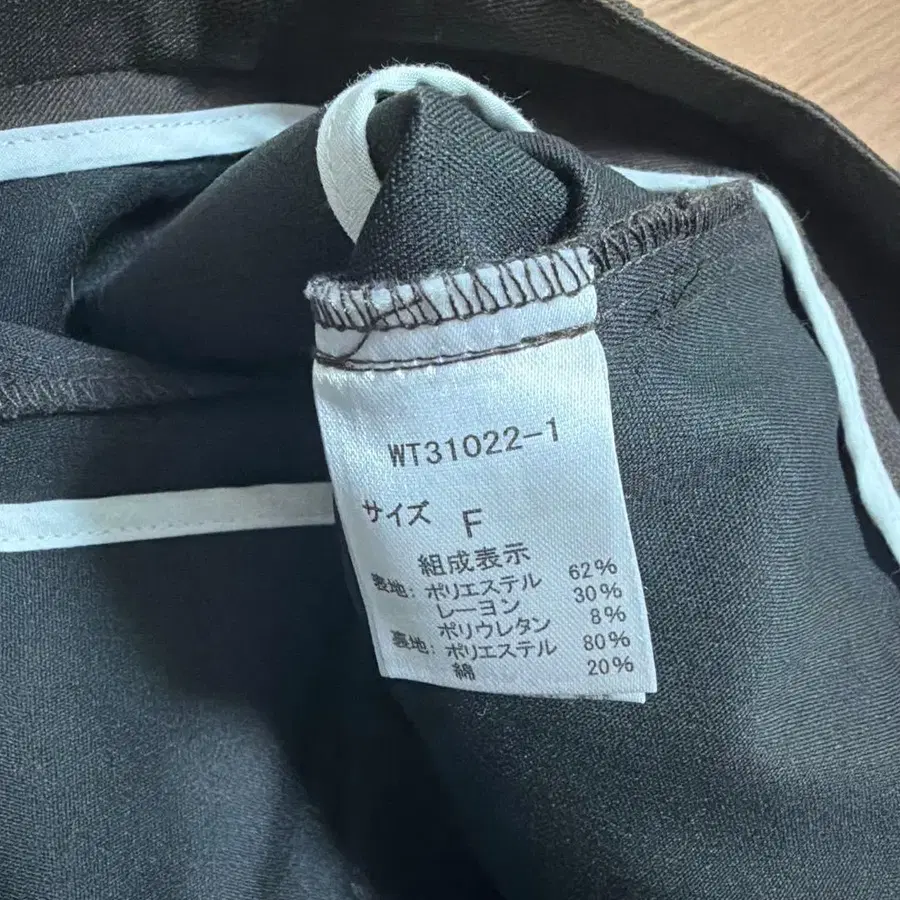 WT31022-1
サイズ F
組成表示
表地: ポリエステル 62%
レーヨン 30%
ポリウレタン 8%
裏地: ポリエステル 80%
綿 20%